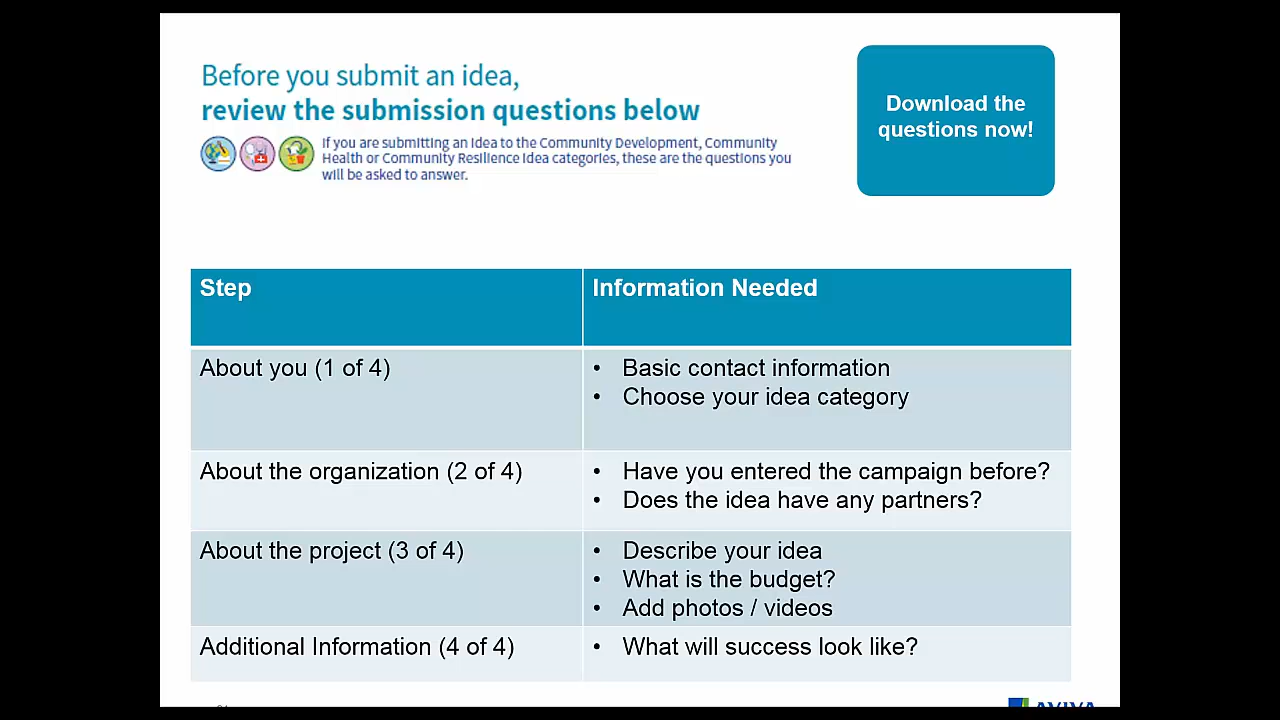 Before you submit an idea,
review the submission questions below
If you are submitting an idea to the Community Development, Community
Health or Community Resilience idea categories, these are the questions you
will be asked to answer.
Download the
questions now!
Step
Information Needed
About you (1 of 4)
• Basic contact information
• Choose your idea category
About the organization (2 of 4)
• Have you entered the campaign before?
• Does the idea have any partners?
About the project (3 of 4)
• Describe your idea
• What is the budget?
• Add photos / videos
Additional Information (4 of 4)
• What will success look like?
AVIVA